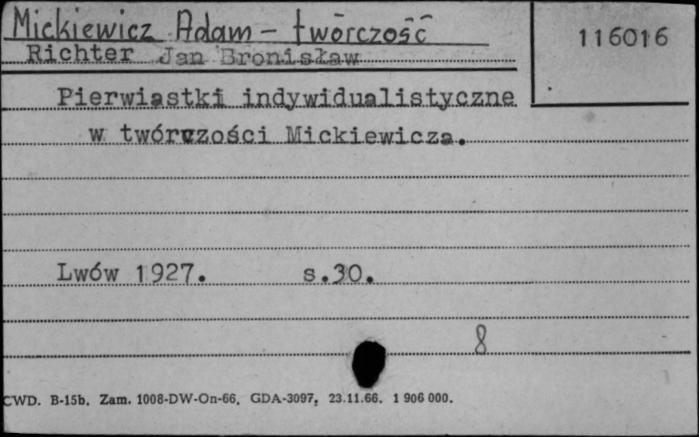 Mickiewicz Adam - twórczość
116016
Richter Jan Bronisław
Pierwiastki indywidualistyczne
w twórczości Mickiewicza.
Lwów 1927. s.30.
8
CWD. B-15b. Zam. 1008-DW-On-66. GDA-3097. 23.11.66. 1 906 000.